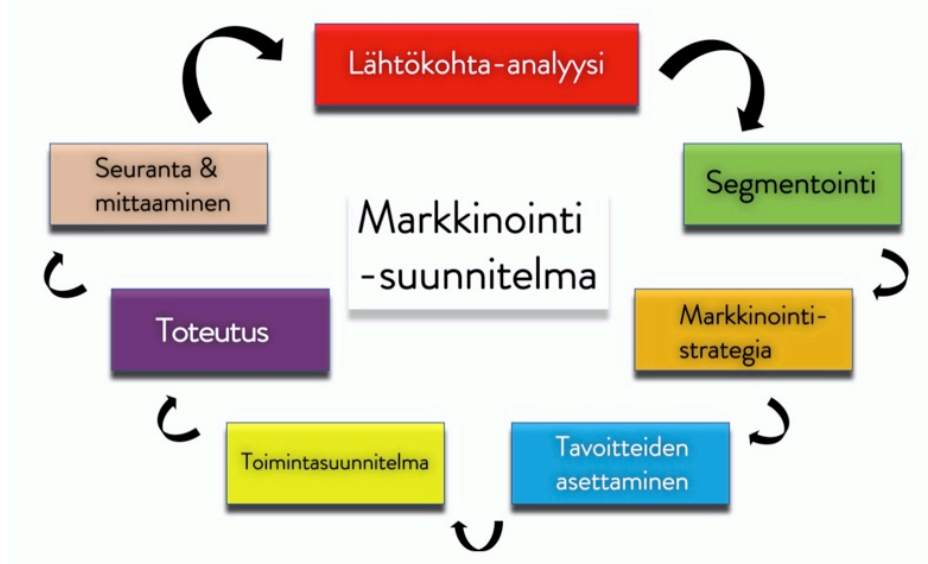 Lähtökohta-analyysi
Segmentointi
Markkinointi-
strategia
Tavoitteiden
asettaminen
Toimintasuunnitelma
Toteutus
Seuranta &
mittaaminen
Markkinointi
-suunnitelma